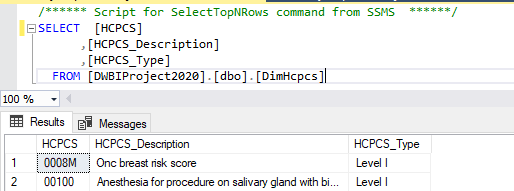 /****** Script for SelectTopNRows command from SSMS ******/
SELECT [HCPCS]
,[HCPCS_Description]
,[HCPCS_Type]
FROM [DWBIProject2020].[dbo].[DimHcpcs]
100 %
Results Messages
HCPCS HCPCS_Description HCPCS_Type
1 0008M Onc breast risk score Level I
2 00100 Anesthesia for procedure on salivary gland with bi... Level I